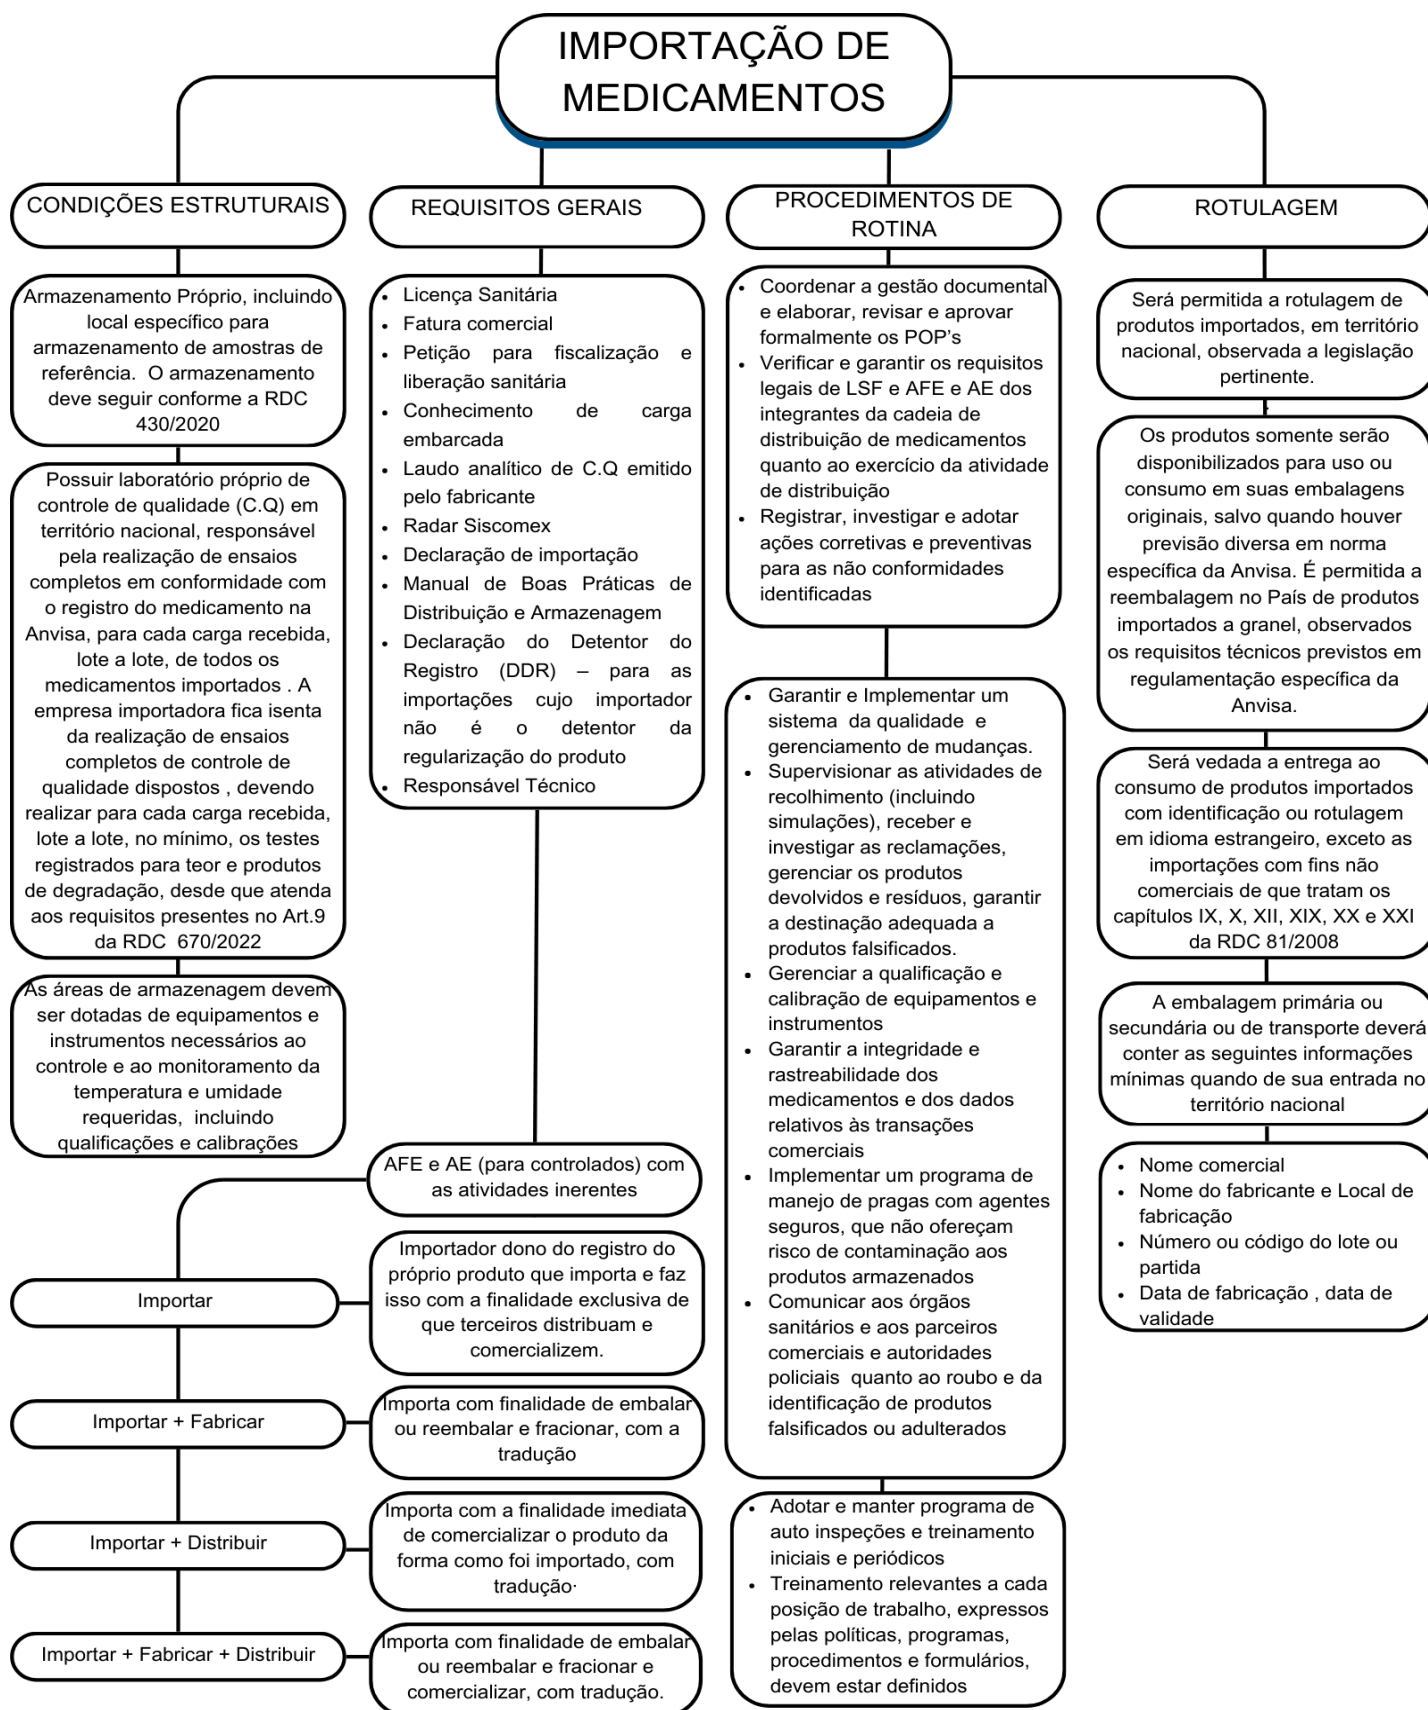 IMPORTAÇÃO DE
MEDICAMENTOS
CONDIÇÕES ESTRUTURAIS
Armazenamento Próprio, incluindo
local específico para
armazenamento de amostras de
referência. O armazenamento
deve seguir conforme a RDC
430/2020
Possuir laboratório próprio de
controle de qualidade (C.Q) em
território nacional, responsável
pela realização de ensaios
completos em conformidade com
o registro do medicamento na
Anvisa, para cada carga recebida,
lote a lote, de todos os
medicamentos importados . A
empresa importadora fica isenta
da realização de ensaios
completos de controle de
qualidade dispostos , devendo
realizar para cada carga recebida,
lote a lote, no mínimo, os testes
registrados para teor e produtos
de degradação, desde que atenda
aos requisitos presentes no Art.9
da RDC 670/2022
As áreas de armazenagem devem
ser dotadas de equipamentos e
instrumentos necessários ao
controle e ao monitoramento da
temperatura e umidade
requeridas, incluindo
qualificações e calibrações
REQUISITOS GERAIS
• Licença Sanitária
• Fatura comercial
• Petição para fiscalização e
liberação sanitária
• Conhecimento de carga
embarcada
• Laudo analítico de C.Q emitido
pelo fabricante
• Radar Siscomex
• Declaração de importação
• Manual de Boas Práticas de
Distribuição e Armazenagem
• Declaração do Detentor do
Registro (DDR) – para as
importações cujo importador
não é o detentor da
regularização do produto
• Responsável Técnico
AFE e AE (para controlados) com
as atividades inerentes
Importar
Importador dono do registro do
próprio produto que importa e faz
isso com a finalidade exclusiva de
que terceiros distribuam e
comercializem.
Importar + Fabricar
Importa com finalidade de embalar
ou reembalar e fracionar, com a
tradução
Importar + Distribuir
Importa com a finalidade imediata
de comercializar o produto da
forma como foi importado, com
tradução·
Importar + Fabricar + Distribuir
Importa com finalidade de embalar
ou reembalar e fracionar e
comercializar, com tradução.
PROCEDIMENTOS DE
ROTINA
• Coordenar a gestão documental
e elaborar, revisar e aprovar
formalmente os POP’s
• Verificar e garantir os requisitos
legais de LSF e AFE e AE dos
integrantes da cadeia de
distribuição de medicamentos
quanto ao exercício da atividade
de distribuição
• Registrar, investigar e adotar
ações corretivas e preventivas
para as não conformidades
identificadas
• Garantir e Implementar um
sistema da qualidade e
gerenciamento de mudanças.
• Supervisionar as atividades de
recolhimento (incluindo
simulações), receber e
investigar as reclamações,
gerenciar os produtos
devolvidos e resíduos, garantir
a destinação adequada a
produtos falsificados.
• Gerenciar a qualificação e
calibração de equipamentos e
instrumentos
• Garantir a integridade e
rastreabilidade dos
medicamentos e dos dados
relativos às transações
comerciais
• Implementar um programa de
manejo de pragas com agentes
seguros, que não ofereçam
risco de contaminação aos
produtos armazenados
• Comunicar aos órgãos
sanitários e aos parceiros
comerciais e autoridades
policiais quanto ao roubo e da
identificação de produtos
falsificados ou adulterados
• Adotar e manter programa de
auto inspeções e treinamento
iniciais e periódicos
• Treinamento relevantes a cada
posição de trabalho, expressos
pelas políticas, programas,
procedimentos e formulários,
devem estar definidos
ROTULAGEM
Será permitida a rotulagem de
produtos importados, em território
nacional, observada a legislação
pertinente.
.
Os produtos somente serão
disponibilizados para uso ou
consumo em suas embalagens
originais, salvo quando houver
previsão diversa em norma
específica da Anvisa. É permitida a
reembalagem no País de produtos
importados a granel, observados
os requisitos técnicos previstos em
regulamentação específica da
Anvisa.
Será vedada a entrega ao
consumo de produtos importados
com identificação ou rotulagem
em idioma estrangeiro, exceto as
importações com fins não
comerciais de que tratam os
capítulos IX, X, XII, XIX, XX e XXI
da RDC 81/2008
A embalagem primária ou
secundária ou de transporte deverá
conter as seguintes informações
mínimas quando de sua entrada no
território nacional
• Nome comercial
• Nome do fabricante e Local de
fabricação
• Número ou código do lote ou
partida
• Data de fabricação , data de
validade